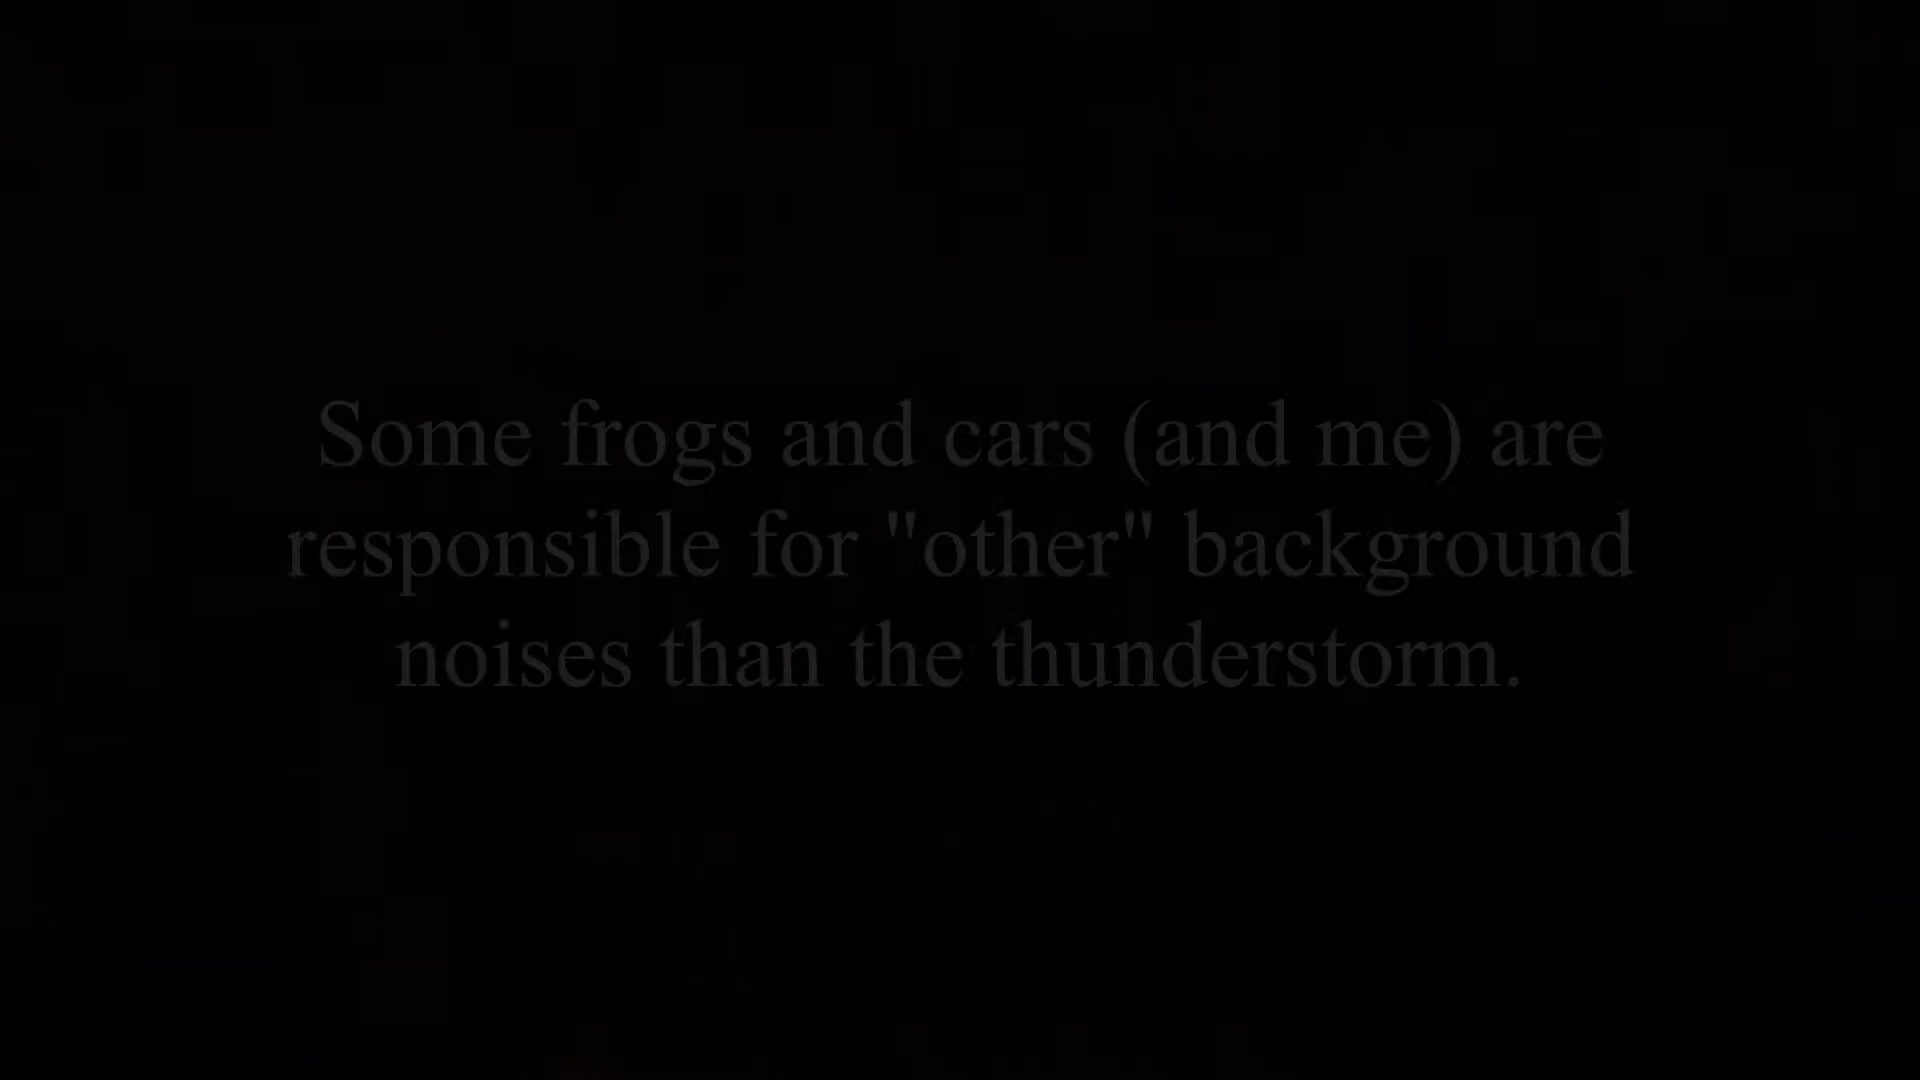 Some frogs and cars (and me) are
responsible for "other" background
noises than the thunderstorm.